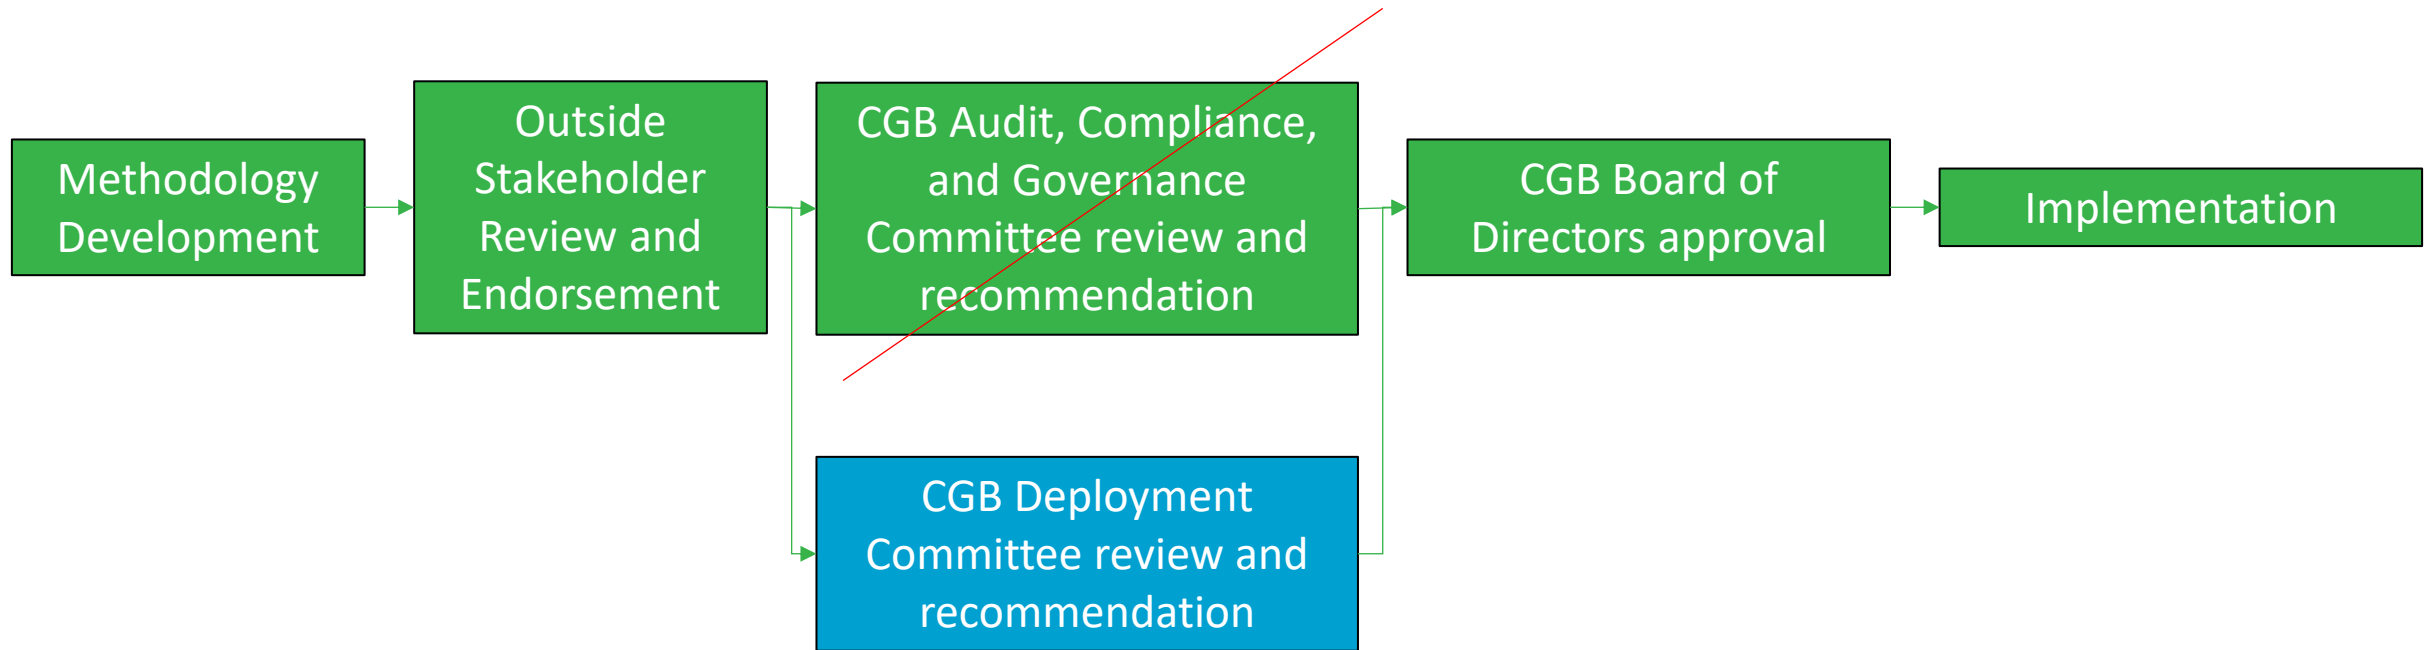 Methodology
Development
Outside
Stakeholder
Review and
Endorsement
CGB Audit, Compliance,
and Governance
Committee review and
recommendation
CGB Deployment
Committee review and
recommendation
CGB Board of
Directors approval
Implementation